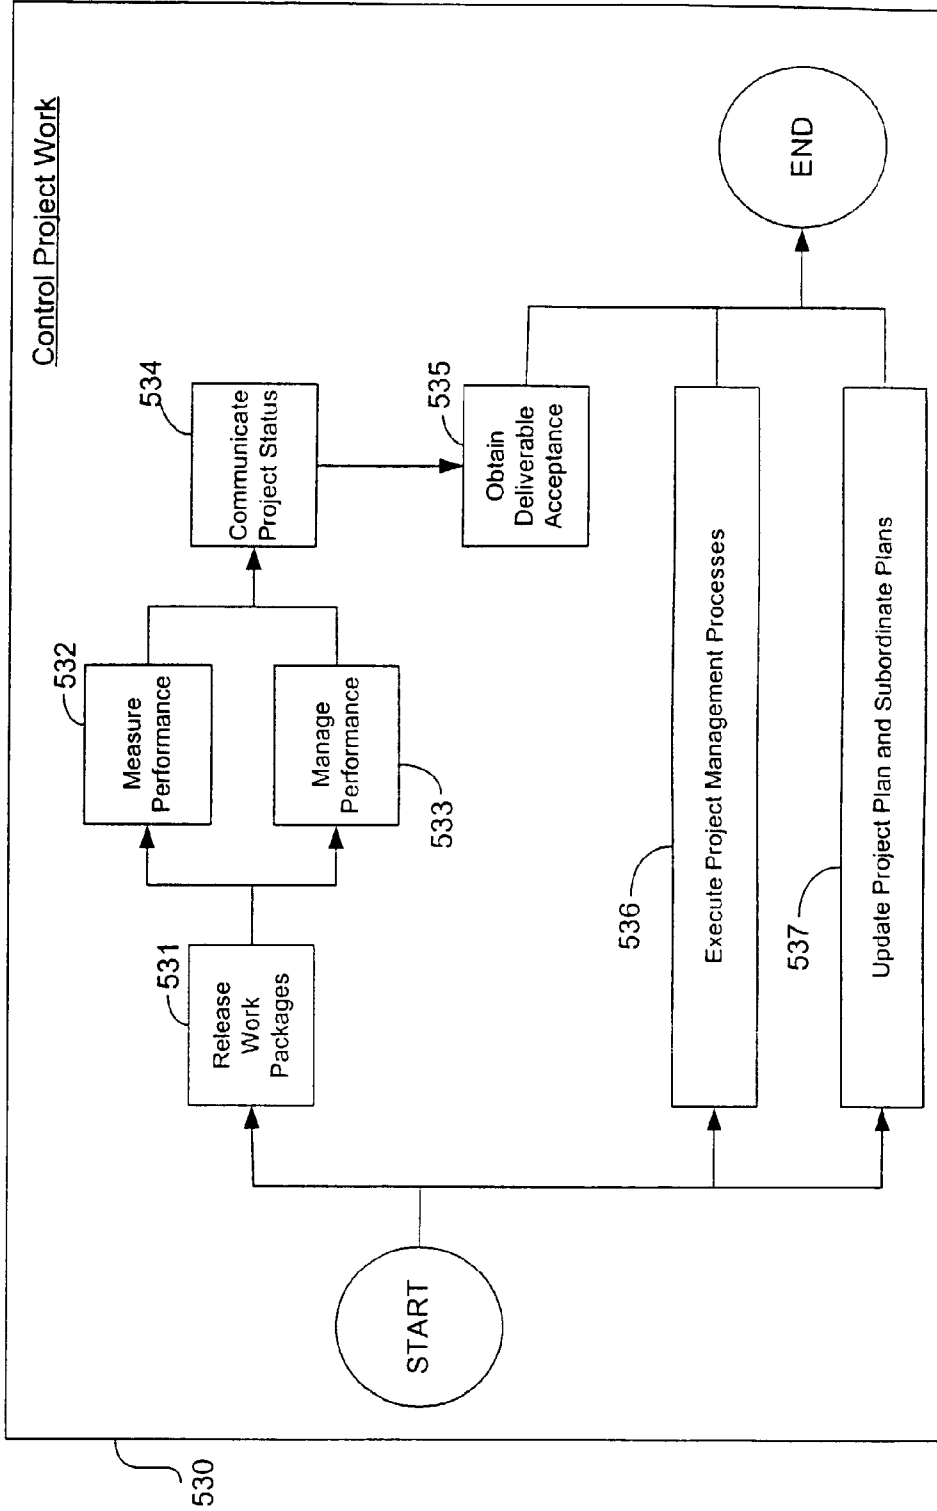 Control Project Work
530
START
531
Release
Work
Packages
532
Measure
Performance
Manage
Performance
533
534
Communicate
Project Status
535
Obtain
Deliverable
Acceptance
536
Execute Project Management Processes
537
Update Project Plan and Subordinate Plans
END